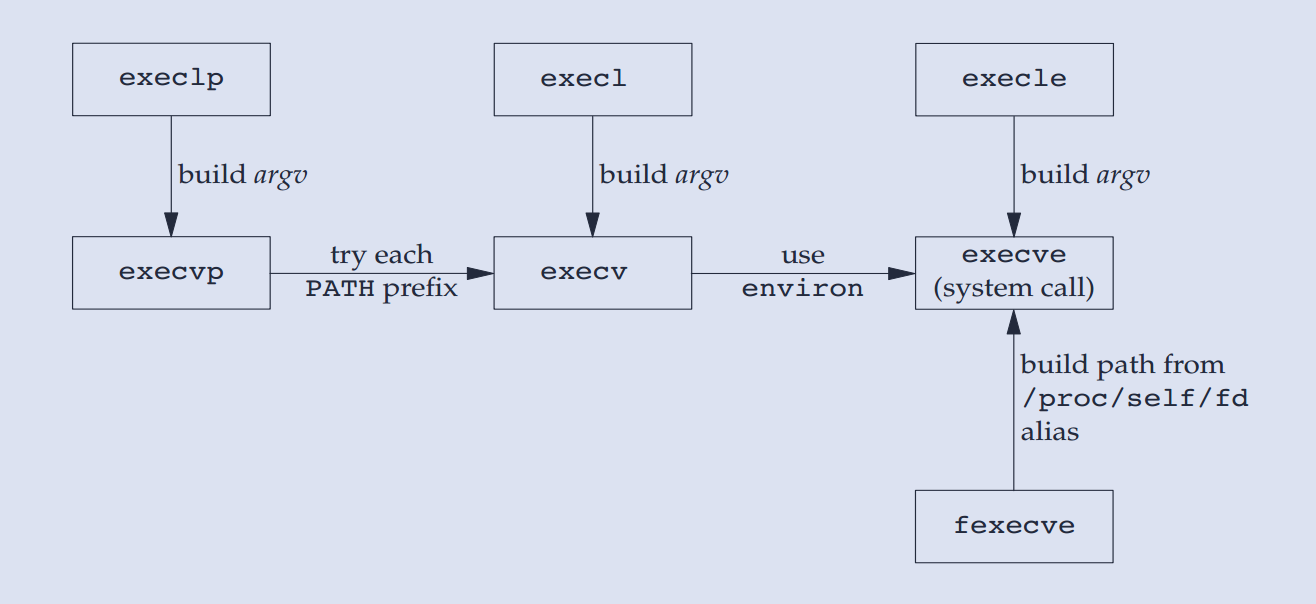 execlp
execl
execle
build argv
build argv
build argv
execvp
try each
PATH prefix
execv
use
environ
execve
(system call)
build path from
/proc/self/fd
alias
fexecve